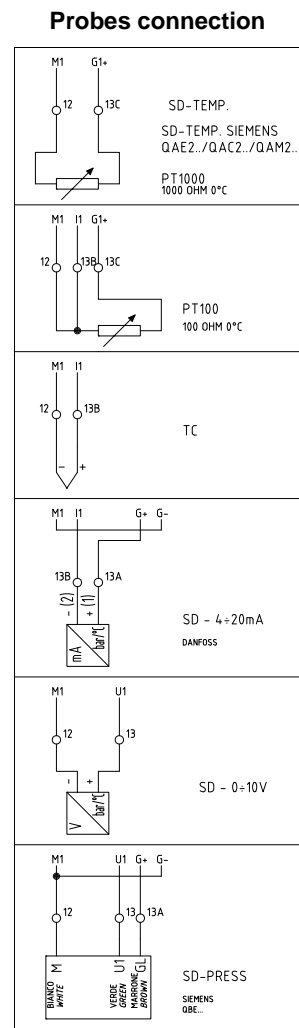 Probes connection
M1 G1+
12 13C
SD-TEMP.
SD-TEMP. SIEMENS
QAE2../QAC2../QAM2..
PT1000
1000 OHM 0°C
M1 I1 G1+
12 13B 13C
PT100
100 OHM 0°C
M1 I1
12 13B
TC
- +
M1 I1 G+ G-
13B 13A
- (2) + (1)
mA bar/°C
SD - 4÷20mA
DANFOSS
M1 U1
12 13
- +
V bar/°C
SD - 0÷10V
M1 U1 G+ G-
12 13 13A
M U1 GL
BIANCO VERDE MARRONE
WHITE GREEN BROWN
SD-PRESS
SIEMENS
QBE...